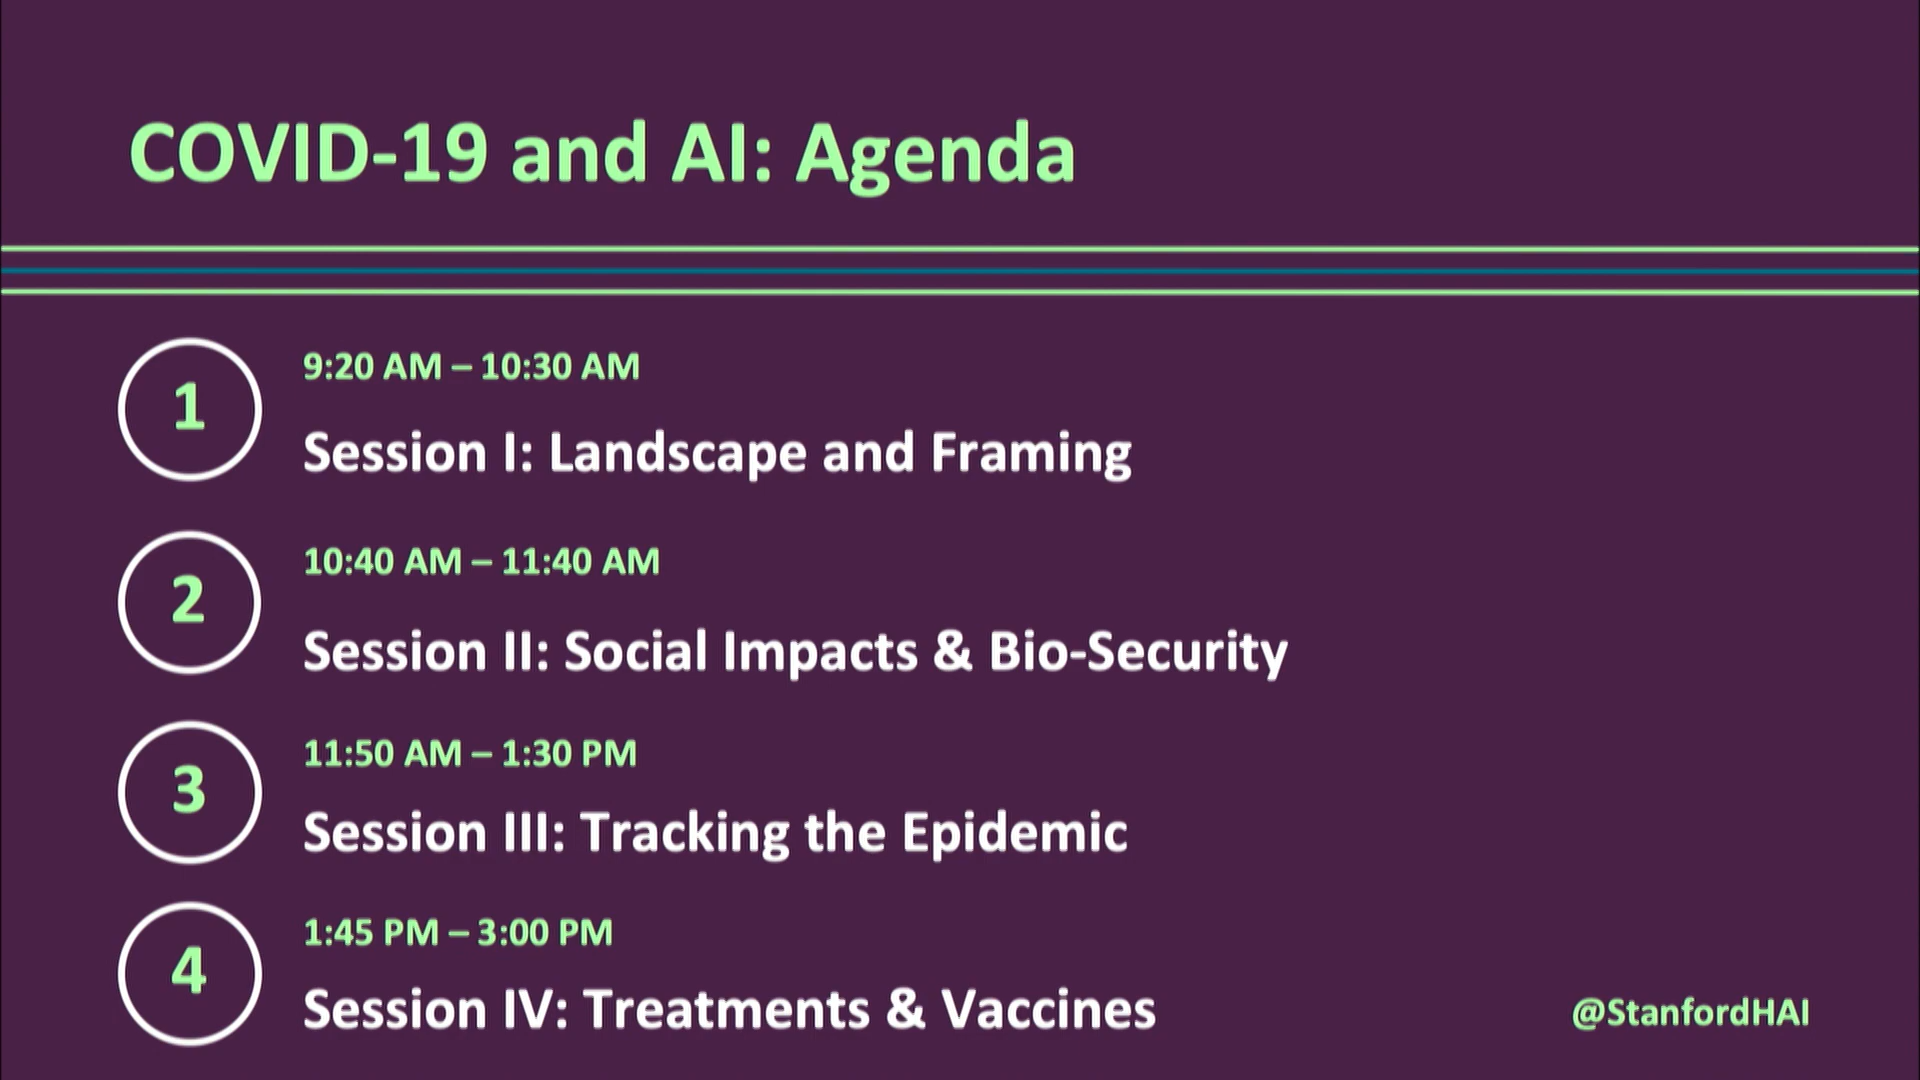 COVID-19 and AI: Agenda
1
9:20 AM – 10:30 AM
Session I: Landscape and Framing
2
10:40 AM – 11:40 AM
Session II: Social Impacts & Bio-Security
3
11:50 AM – 1:30 PM
Session III: Tracking the Epidemic
4
1:45 PM – 3:00 PM
Session IV: Treatments & Vaccines
@StanfordHAI